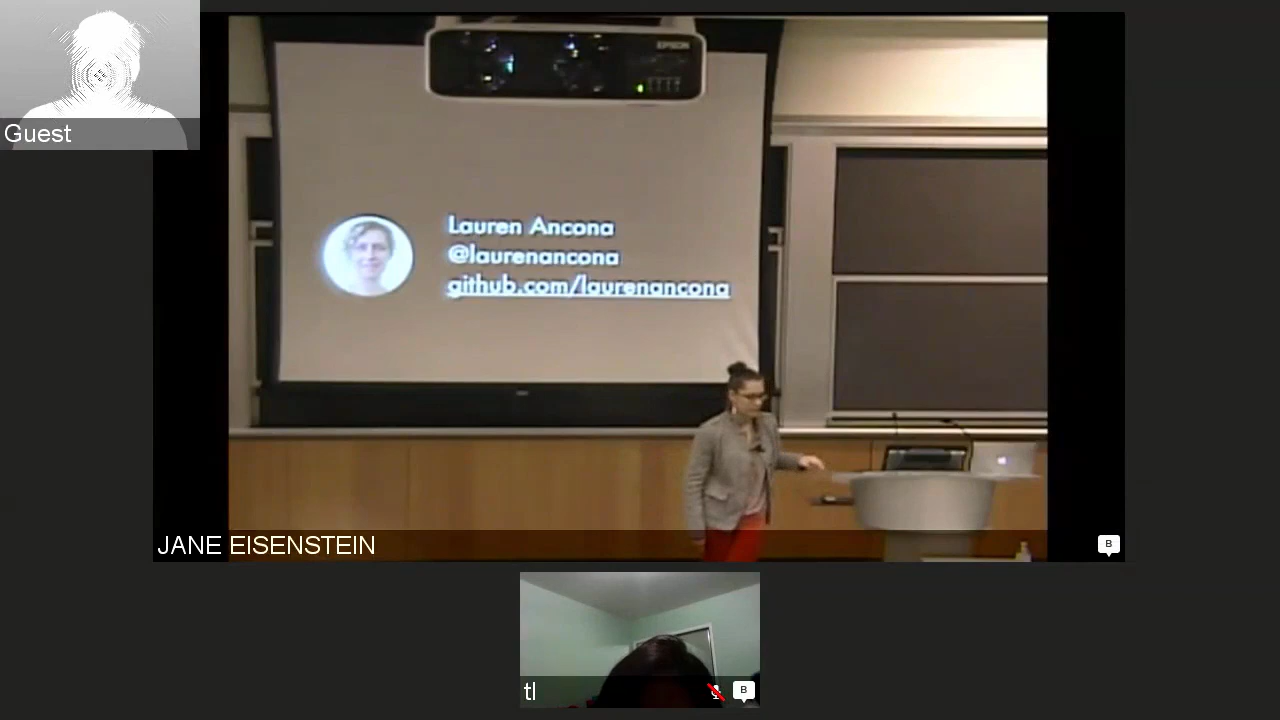 EPSON
Guest
Lauren Ancona
@laurenancona
github.com/laurenancona
JANE EISENSTEIN
B
tl
B